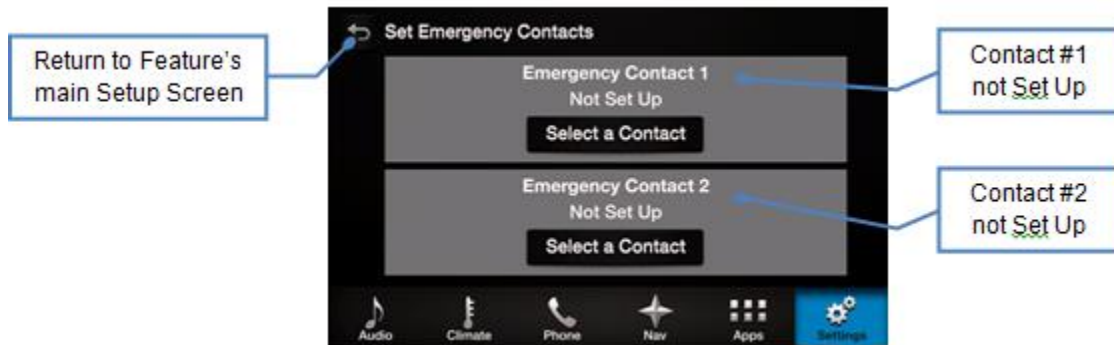 Set Emergency Contacts
Return to Feature's
main Setup Screen
Emergency Contact 1
Not Set Up
Select a Contact
Contact #1
not Set Up
Emergency Contact 2
Not Set Up
Select a Contact
Contact #2
not Set Up
Audio Climate Phone Nav Apps Settings